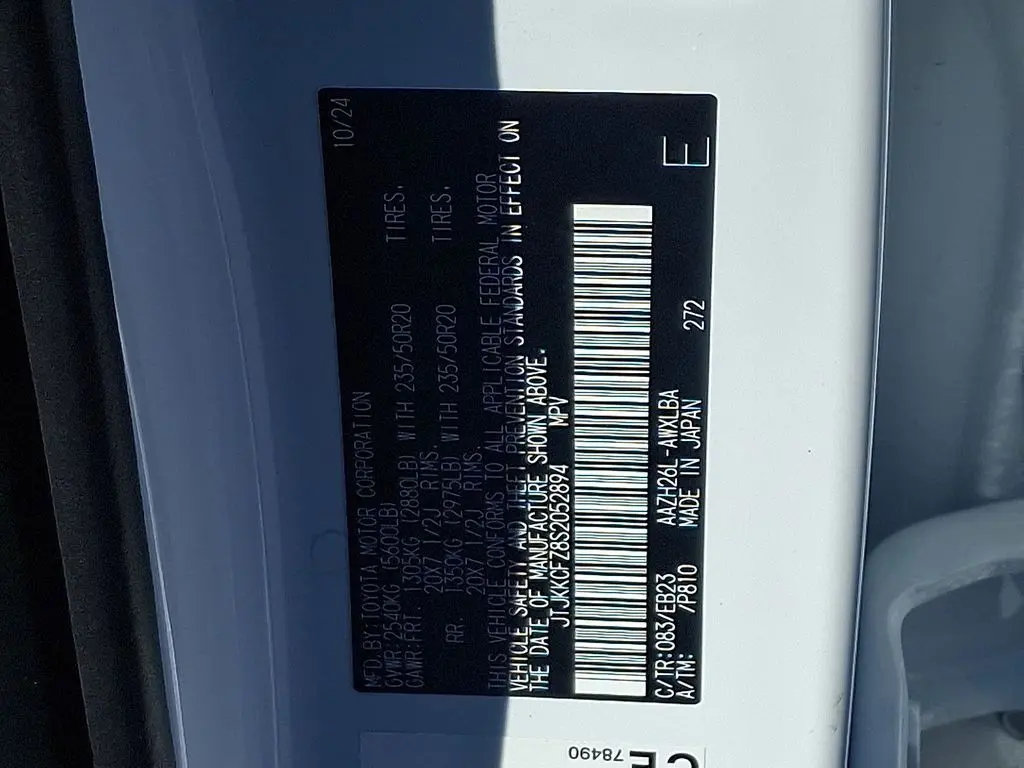 MFD.BY:TOYOTA MOTOR CORPORATION 10/24
GVWR:2540KG (5600LB)
GAWR:FRT. 1305KG (2880LB) WITH 235/50R20 TIRES,
20X7 1/2J RIMS,
RR. 1350KG (2975LB) WITH 235/50R20 TIRES,
20X7 1/2J RIMS,
THIS VEHICLE CONFORMS TO ALL APPLICABLE FEDERAL MOTOR
VEHICLE SAFETY AND THEFT PREVENTION STANDARDS IN EFFECT ON
THE DATE OF MANUFACTURE SHOWN ABOVE.
JTJKKCFZ8S2052894 MPV
C/TR:083/EB23 AAZH26L-AWXLBA
A/TM: /P810 MADE IN JAPAN 272 E
78490